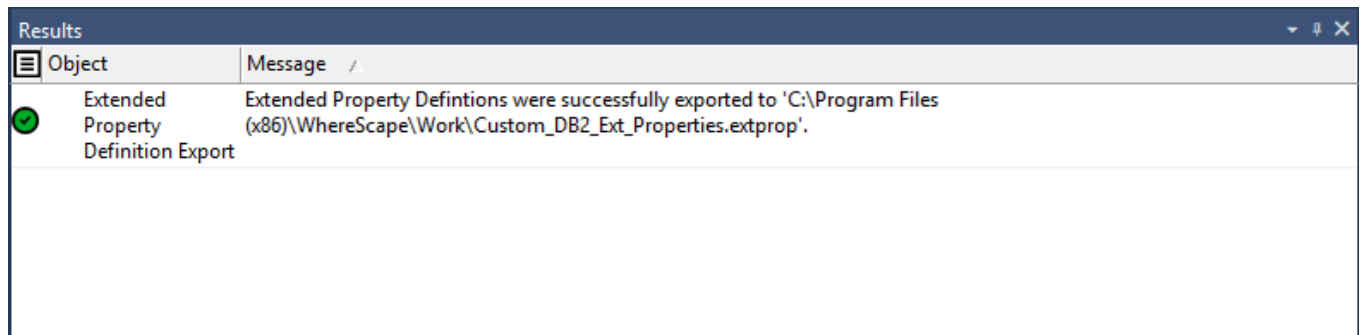 Results
Object Message
Extended Property Definition Export
Extended Property Defintions were successfully exported to 'C:\Program Files
(x86)\WhereScape\Work\Custom_DB2_Ext_Properties.extprop'.